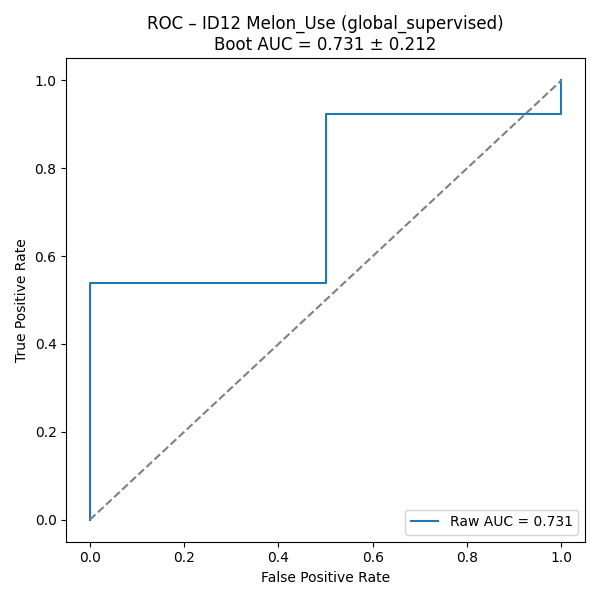 ROC – ID12 Melon_Use (global_supervised)
Boot AUC = 0.731 ± 0.212
True Positive Rate
1.0
0.8
0.6
0.4
0.2
0.0
Raw AUC = 0.731
0.0 0.2 0.4 0.6 0.8 1.0
False Positive Rate